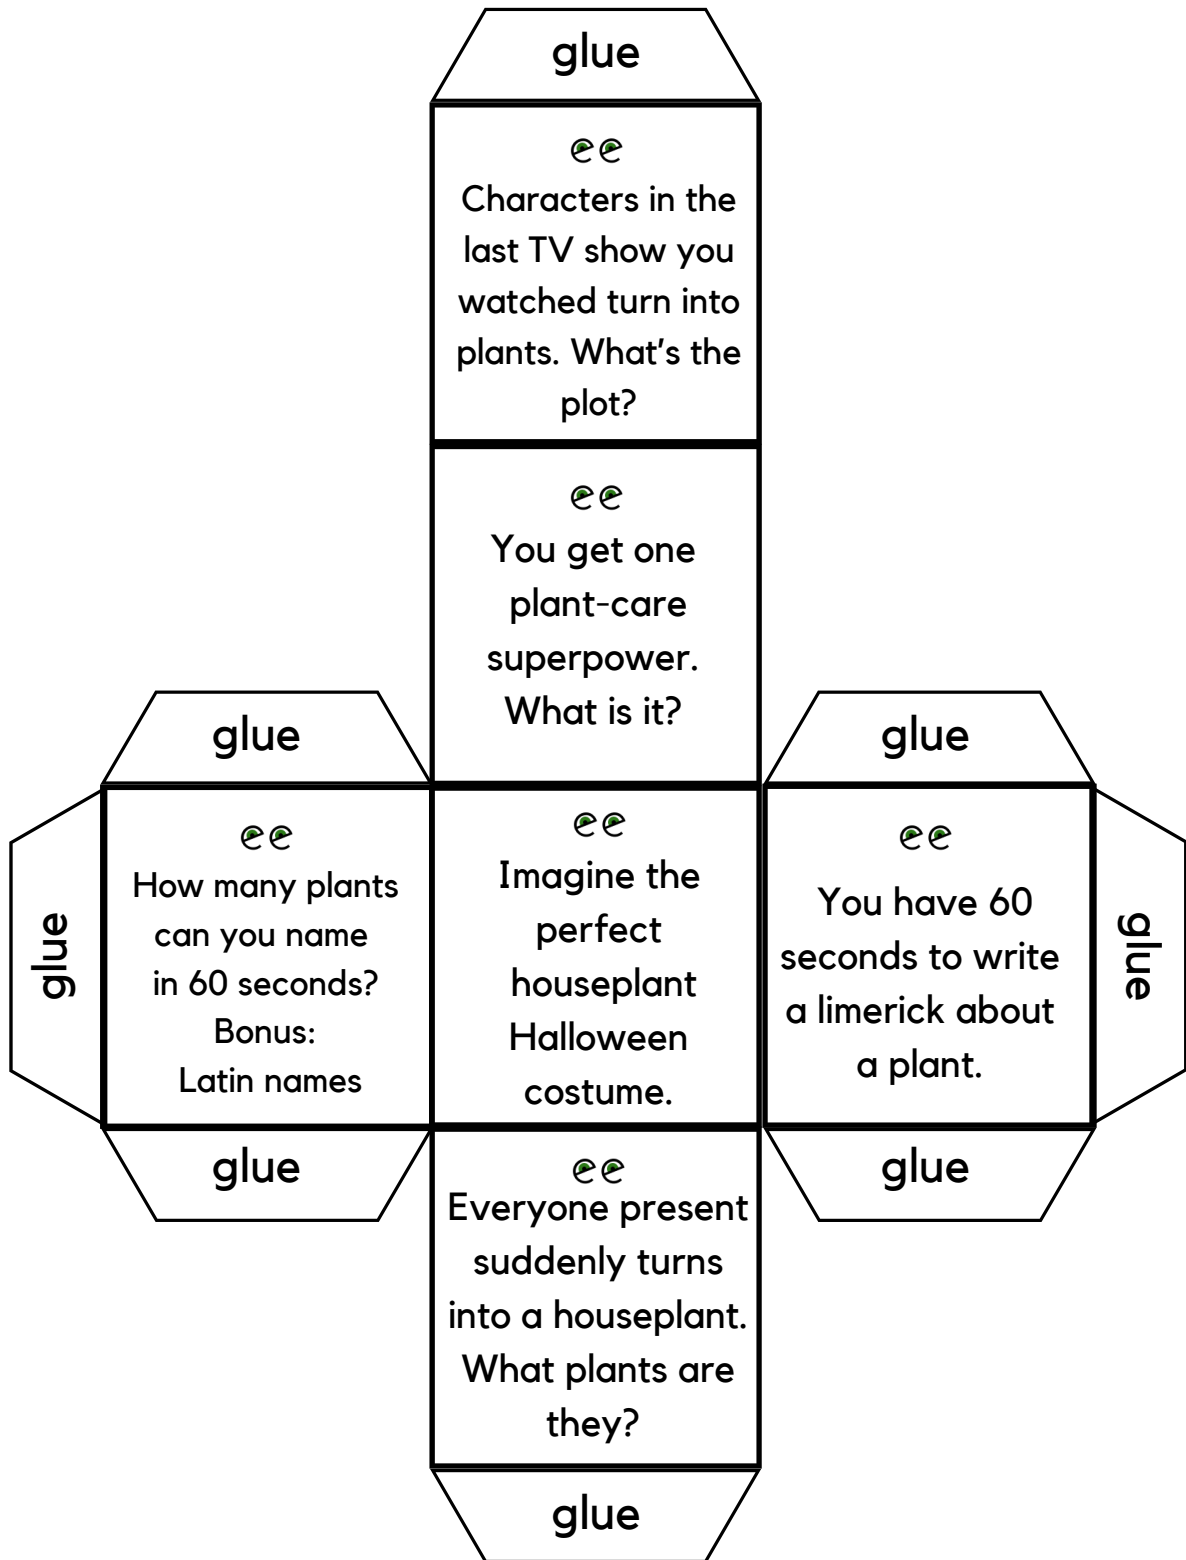 glue
ee
Characters in the
last TV show you
watched turn into
plants. What's the
plot?
ee
You get one
plant-care
superpower.
What is it?
glue
glue
glue
ee
How many plants
can you name
in 60 seconds?
Bonus:
Latin names
ee
Imagine the
perfect
houseplant
Halloween
costume.
ee
You have 60
seconds to write
a limerick about
a plant.
glue
glue
glue
ee
Everyone present
suddenly turns
into a houseplant.
What plants are
they?
glue